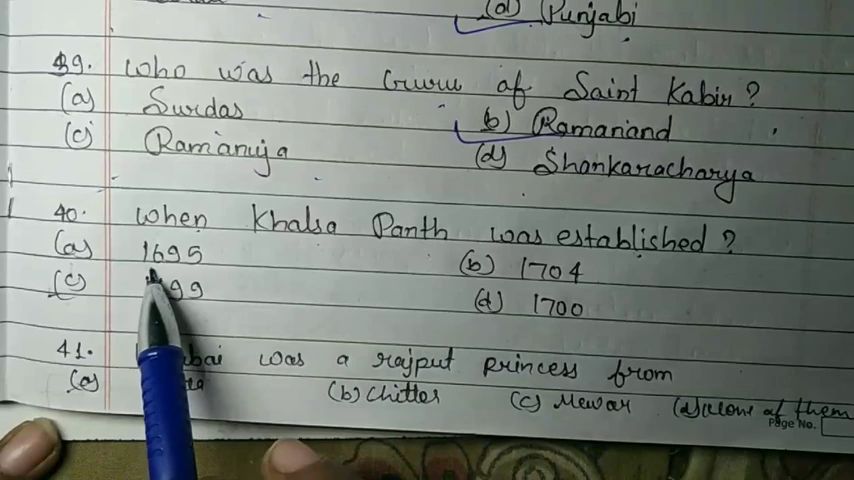 (d) Punjabi
39. Who was the Guru of Saint Kabir?
(a) Surdas (b) Ramanand
(c) Ramanuja (d) Shankaracharya
40. When Khalsa Panth was established?
(a) 1695 (b) 1704
(c) 99 (d) 1700
41. bai was a rajput princess from
(a) (b) Chittor (c) Mewar (d) None of them
Page No.